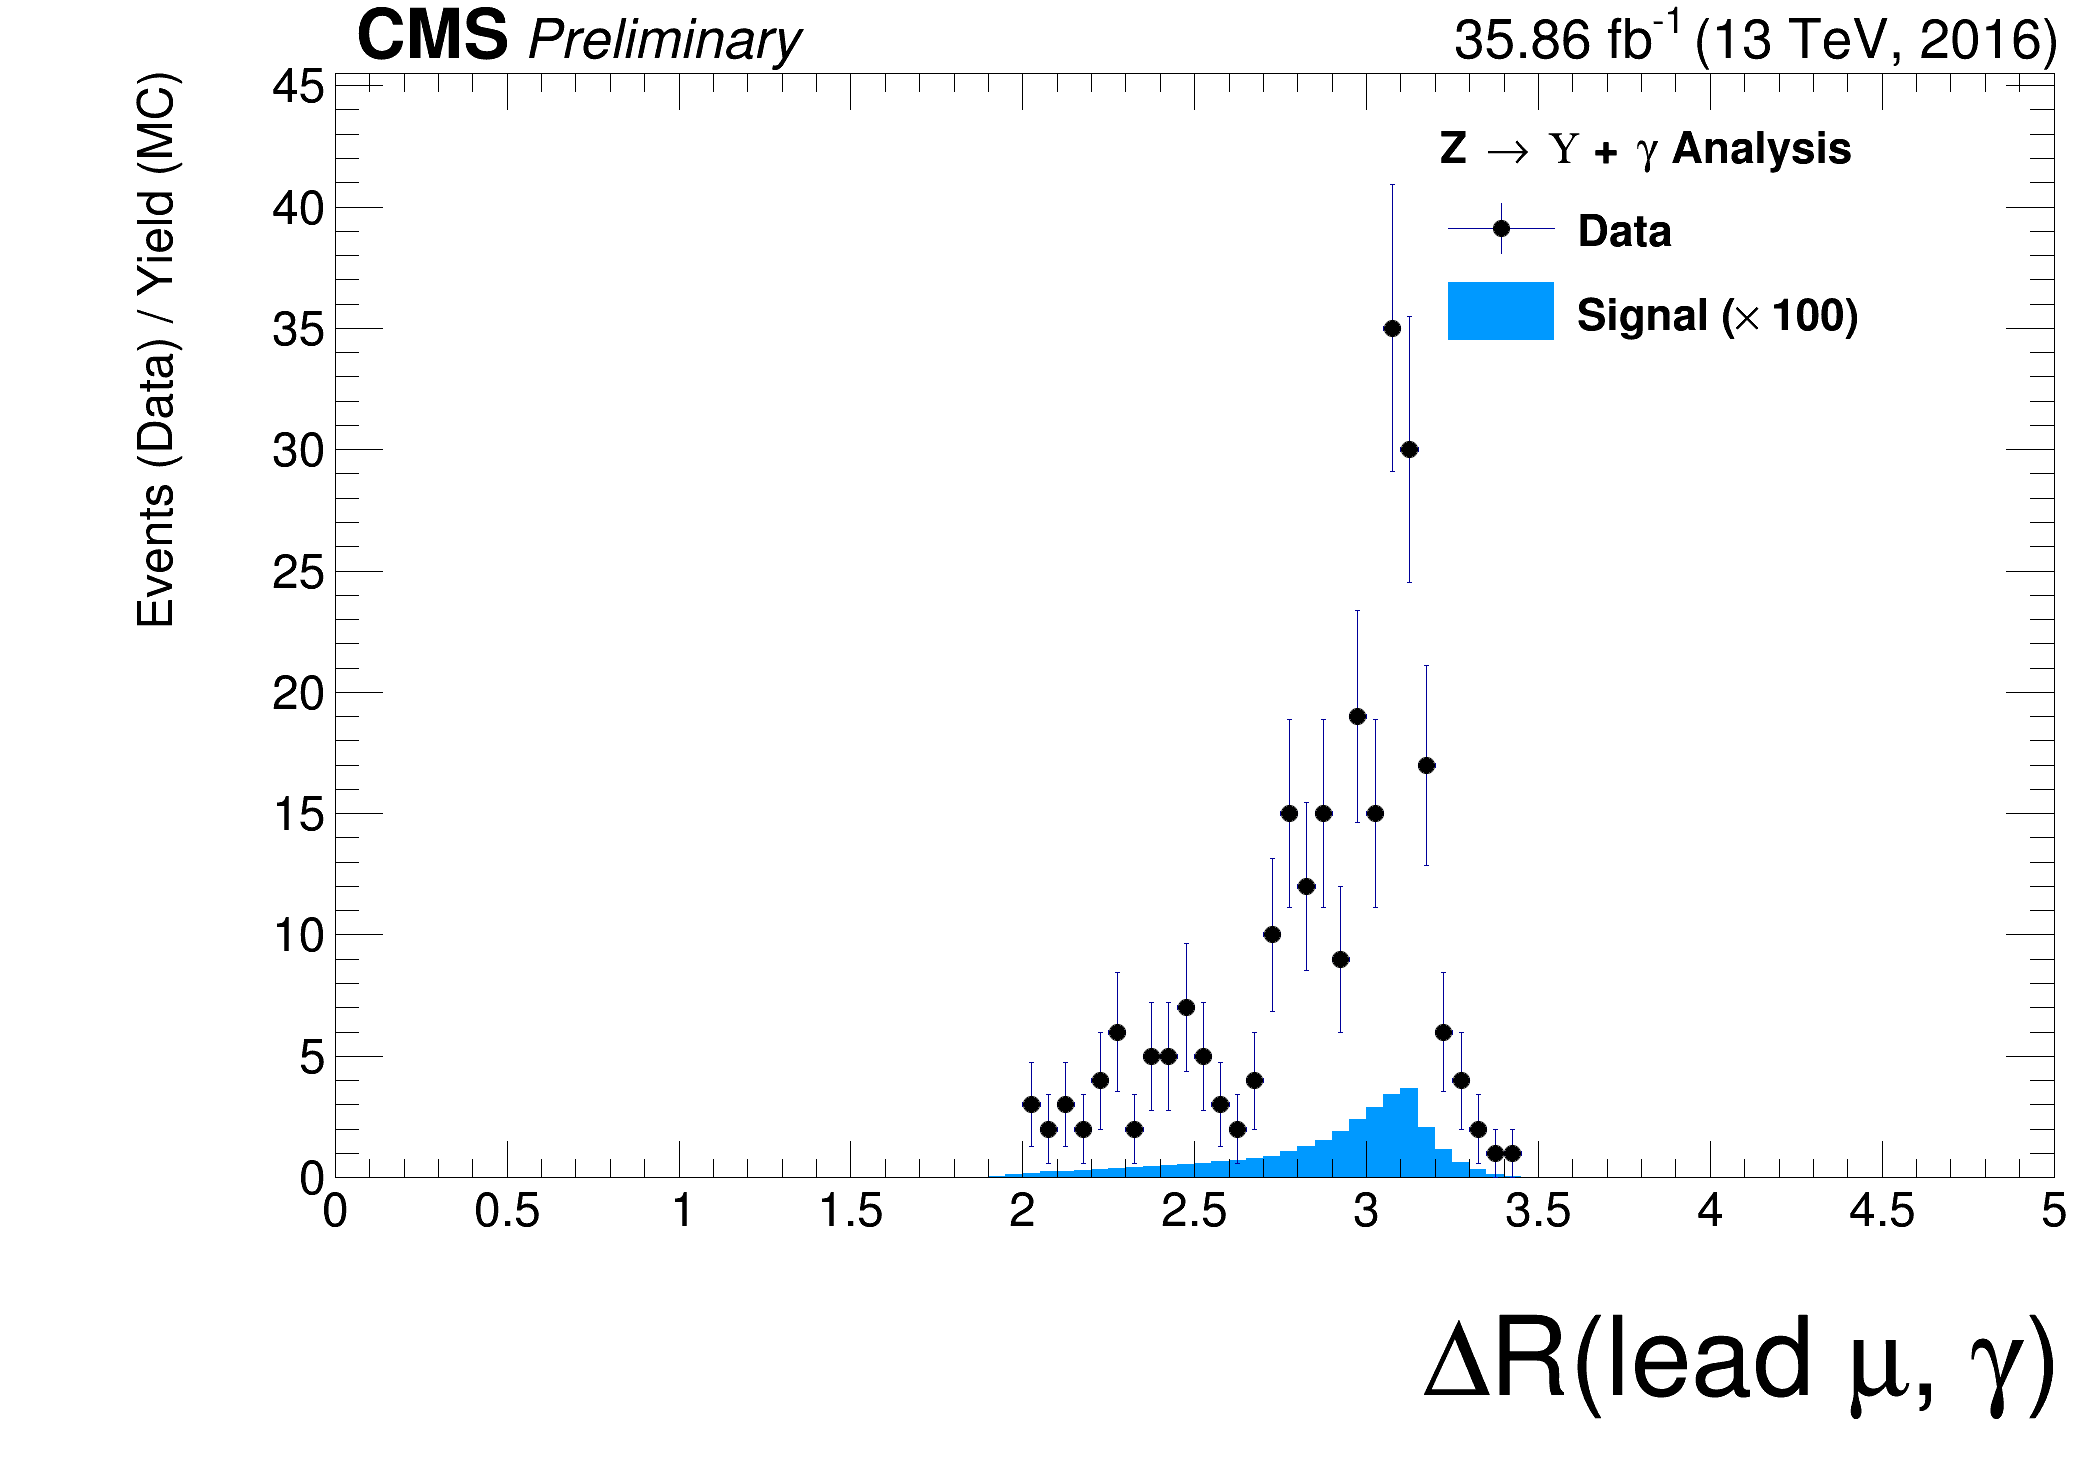 CMS Preliminary 35.86 fb⁻¹ (13 TeV, 2016)
Events (Data) / Yield (MC)
45
40
35
30
25
20
15
10
5
0
Z → Υ + γ Analysis
Data
Signal (× 100)
0 0.5 1 1.5 2 2.5 3 3.5 4 4.5 5
ΔR(lead μ, γ)